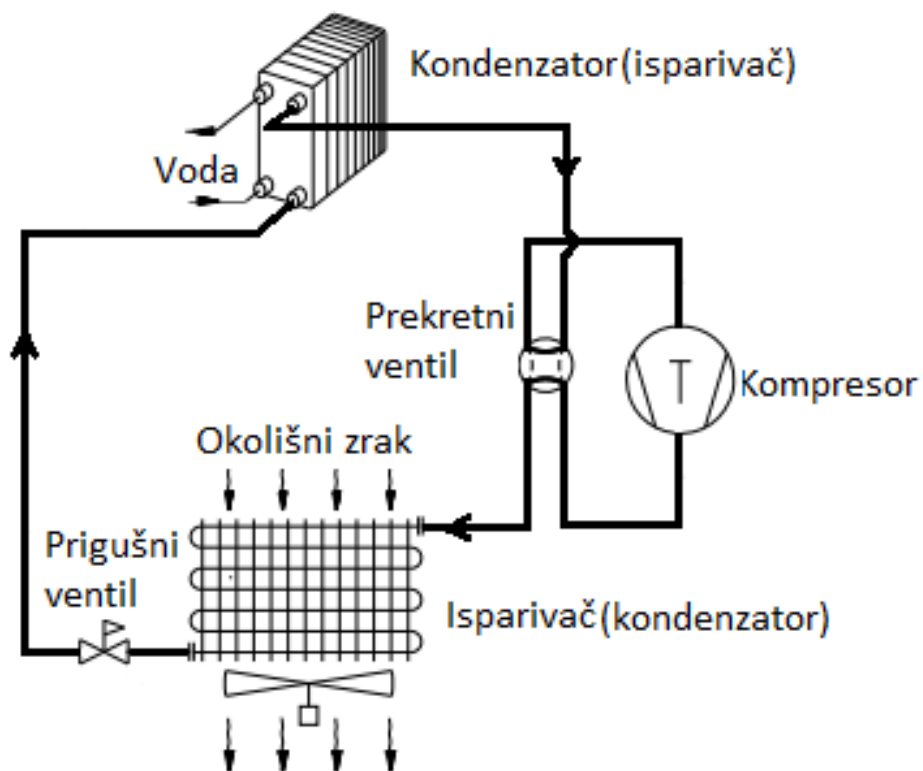 Kondenzator(isparivač)
Voda
Prekretni
ventil
Kompresor
Okolišni zrak
Prigušni
ventil
Isparivač(kondenzator)